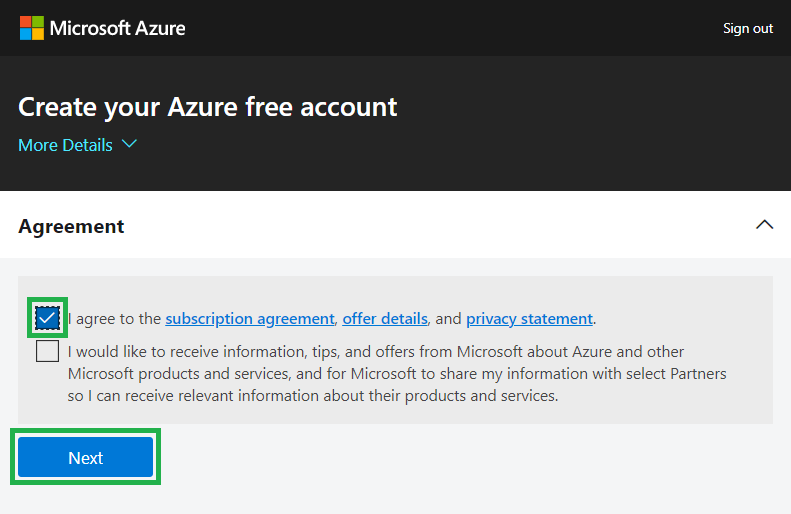 Microsoft Azure
Sign out
Create your Azure free account
More Details
Agreement
I agree to the subscription agreement, offer details, and privacy statement.
I would like to receive information, tips, and offers from Microsoft about Azure and other
Microsoft products and services, and for Microsoft to share my information with select Partners
so I can receive relevant information about their products and services.
Next